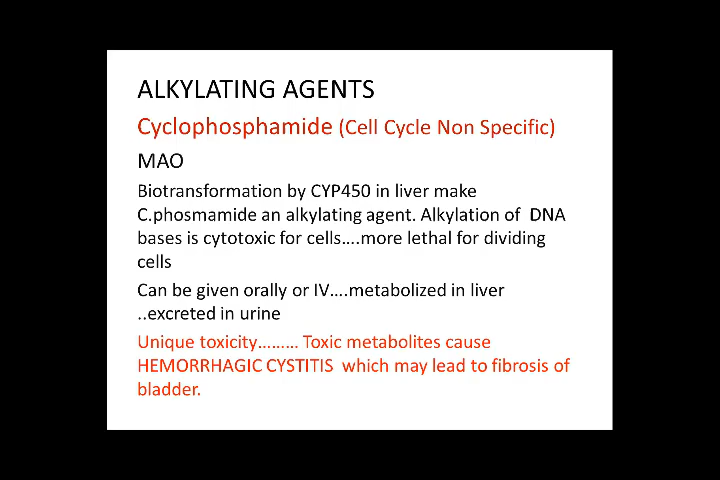 ALKYLATING AGENTS
Cyclophosphamide (Cell Cycle Non Specific)
MAO
Biotransformation by CYP450 in liver make
C.phosmamide an alkylating agent. Alkylation of DNA
bases is cytotoxic for cells....more lethal for dividing
cells
Can be given orally or IV....metabolized in liver
..excreted in urine
Unique toxicity......... Toxic metabolites cause
HEMORRHAGIC CYSTITIS which may lead to fibrosis of
bladder.